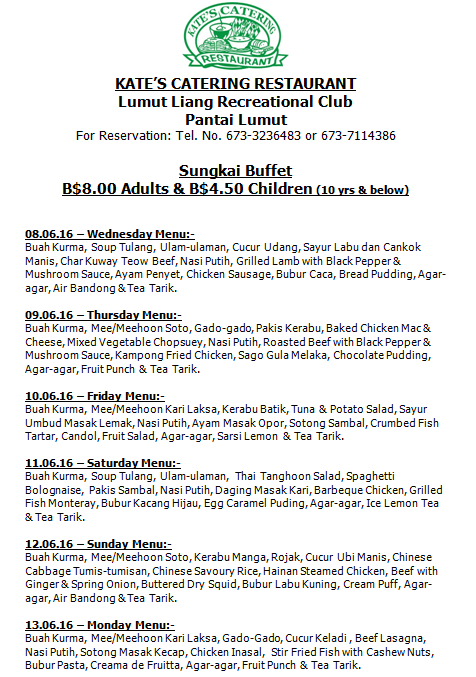 KATE'S CATERING
RESTAURANT
KATE'S CATERING RESTAURANT
Lumut Liang Recreational Club
Pantai Lumut
For Reservation: Tel. No. 673-3236483 or 673-7114386
Sungkai Buffet
B$8.00 Adults & B$4.50 Children (10 yrs & below)
08.06.16 – Wednesday Menu:-
Buah Kurma, Soup Tulang, Ulam-ulaman, Cucur Udang, Sayur Labu dan Cankok
Manis, Char Kuway Teow Beef, Nasi Putih, Grilled Lamb with Black Pepper &
Mushroom Sauce, Ayam Penyet, Chicken Sausage, Bubur Caca, Bread Pudding, Agar-
agar, Air Bandong & Tea Tarik.
09.06.16 – Thursday Menu:-
Buah Kurma, Mee/Meehoon Soto, Gado-gado, Pakis Kerabu, Baked Chicken Mac &
Cheese, Mixed Vegetable Chopsuey, Nasi Putih, Roasted Beef with Black Pepper &
Mushroom Sauce, Kampong Fried Chicken, Sago Gula Melaka, Chocolate Pudding,
Agar-agar, Fruit Punch & Tea Tarik.
10.06.16 – Friday Menu:-
Buah Kurma, Mee/Meehoon Kari Laksa, Kerabu Batik, Tuna & Potato Salad, Sayur
Umbud Masak Lemak, Nasi Putih, Ayam Masak Opor, Sotong Sambal, Crumbed Fish
Tartar, Candol, Fruit Salad, Agar-agar, Sarsi Lemon & Tea Tarik.
11.06.16 – Saturday Menu:-
Buah Kurma, Soup Tulang, Ulam-ulaman, Thai Tanghoon Salad, Spaghetti
Bolognaise, Pakis Sambal, Nasi Putih, Daging Masak Kari, Barbeque Chicken, Grilled
Fish Monteray, Bubur Kacang Hijau, Egg Caramel Puding, Agar-agar, Ice Lemon Tea
& Tea Tarik.
12.06.16 – Sunday Menu:-
Buah Kurma, Mee/Meehoon Soto, Kerabu Manga, Rojak, Cucur Ubi Manis, Chinese
Cabbage Tumis-tumisan, Chinese Savoury Rice, Hainan Steamed Chicken, Beef with
Ginger & Spring Onion, Buttered Dry Squid, Bubur Labu Kuning, Cream Puff, Agar-
agar, Air Bandong & Tea Tarik.
13.06.16 – Monday Menu:-
Buah Kurma, Mee/Meehoon Kari Laksa, Gado-Gado, Cucur Keladi , Beef Lasagna,
Nasi Putih, Sotong Masak Kecap, Chicken Inasal, Stir Fried Fish with Cashew Nuts,
Bubur Pasta, Creama de Fruitta, Agar-agar, Fruit Punch & Tea Tarik.